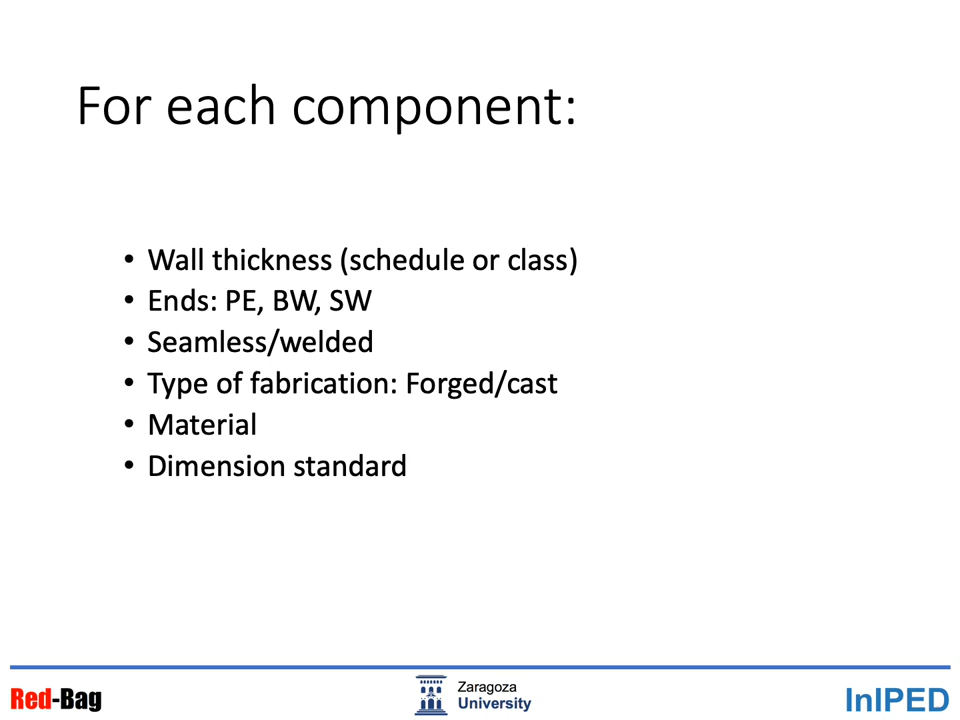 For each component:
• Wall thickness (schedule or class)
• Ends: PE, BW, SW
• Seamless/welded
• Type of fabrication: Forged/cast
• Material
• Dimension standard
Red-Bag
Zaragoza
University
InIPED